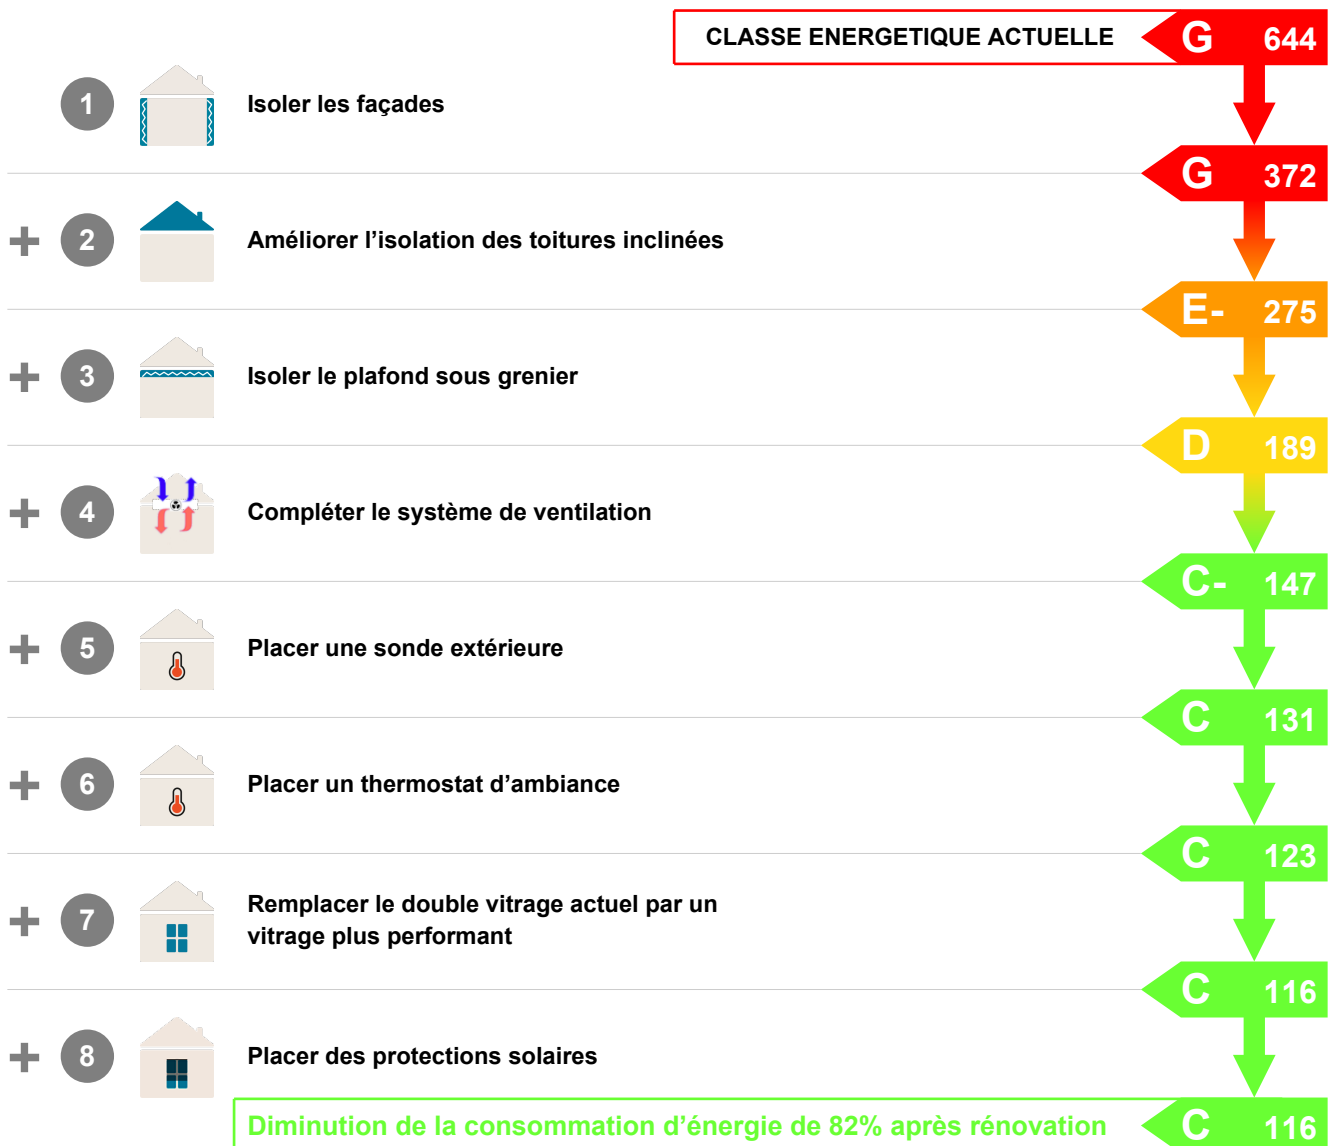 CLASSE ENERGETIQUE ACTUELLE G 644
1 Isoler les façades
G 372
+ 2 Améliorer l’isolation des toitures inclinées
E- 275
+ 3 Isoler le plafond sous grenier
D 189
+ 4 Compléter le système de ventilation
C- 147
+ 5 Placer une sonde extérieure
C 131
+ 6 Placer un thermostat d’ambiance
C 123
+ 7 Remplacer le double vitrage actuel par un
vitrage plus performant
C 116
+ 8 Placer des protections solaires
Diminution de la consommation d’énergie de 82% après rénovation C 116